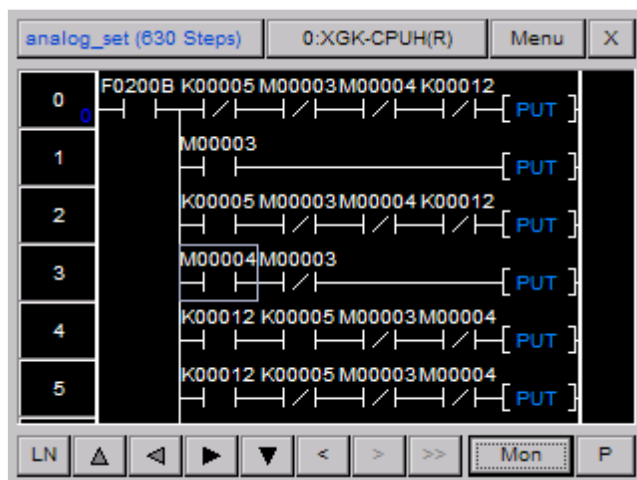 analog_set (630 Steps) 0:XGK-CPUH(R) Menu X
F0200B K00005 M00003 M00004 K00012
0 0 PUT
M00003
1 PUT
K00005 M00003 M00004 K00012
2 PUT
M00004 M00003
3 PUT
K00012 K00005 M00003 M00004
4 PUT
K00012 K00005 M00003 M00004
5 PUT
LN < > >> Mon P